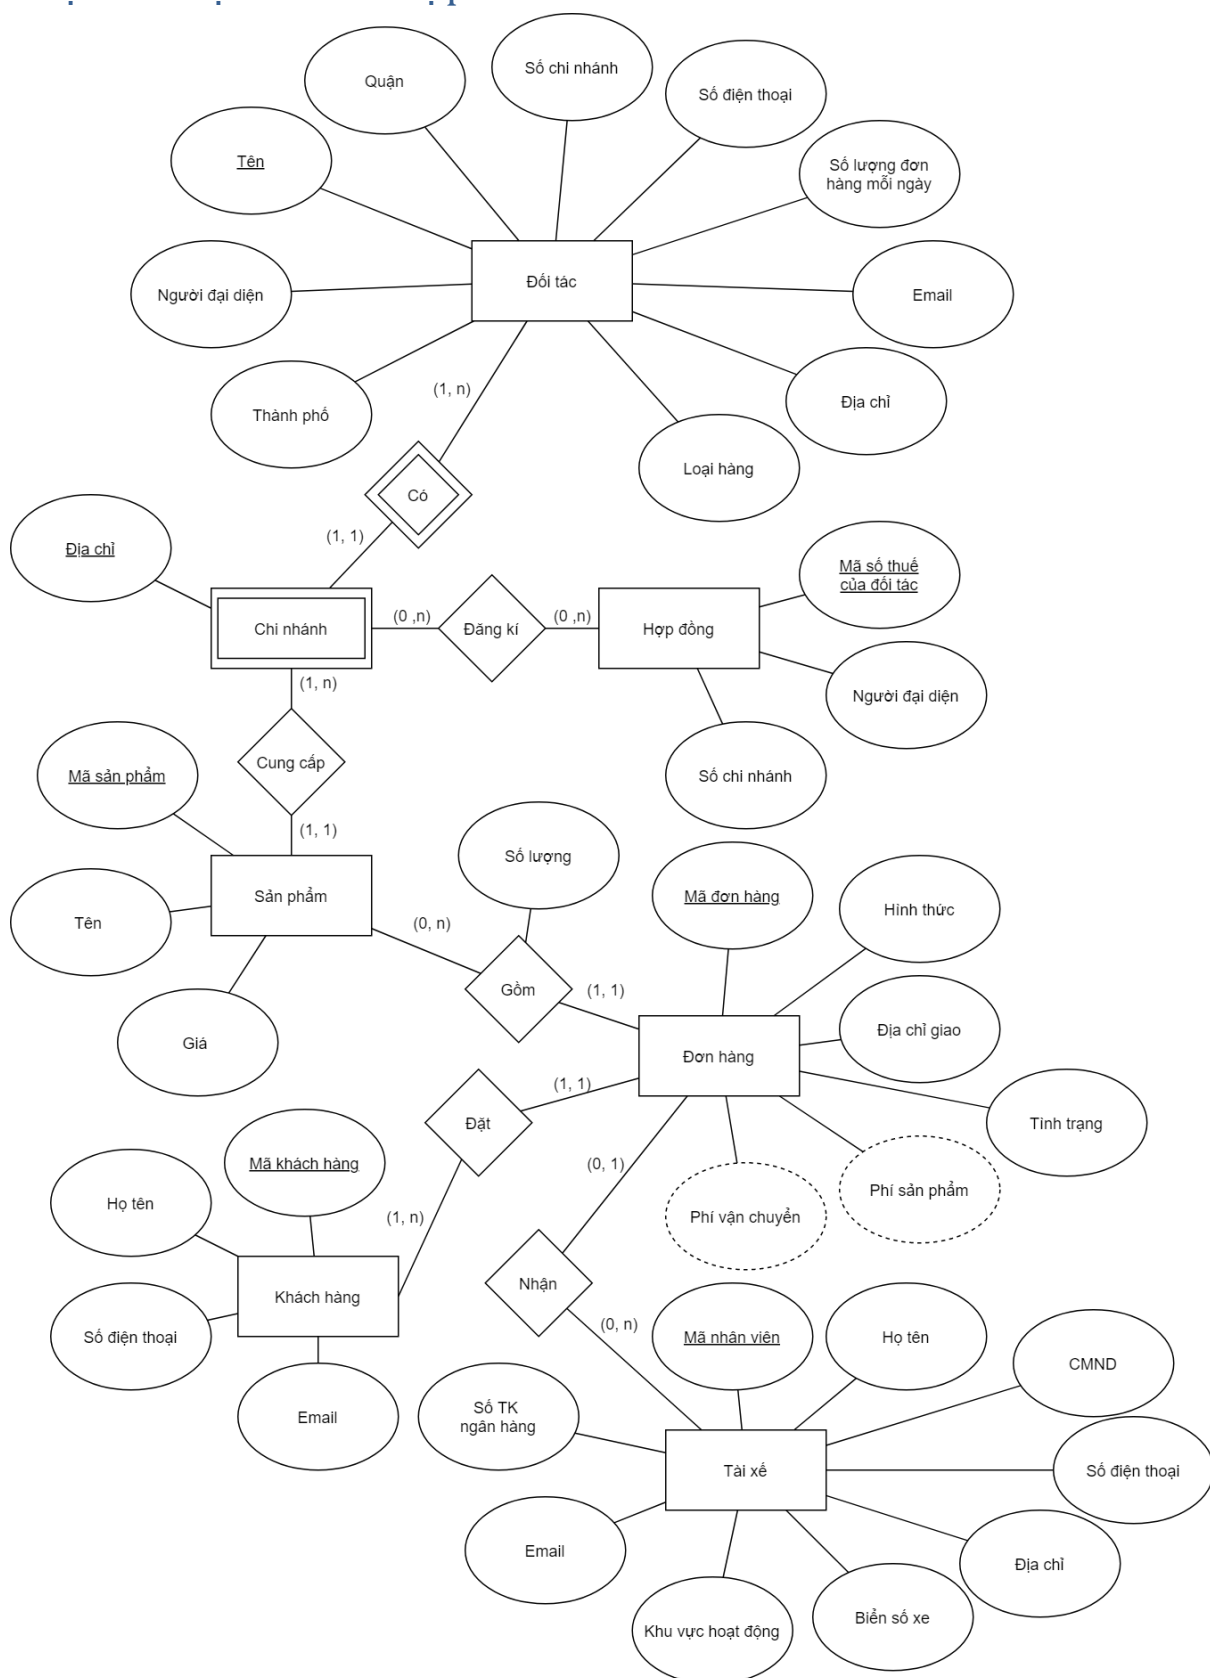 Quận
Số chi nhánh
Số điện thoại
Tên
Số lượng đơn
hàng mỗi ngày
Đối tác
Người đại diện
Email
(1, n)
Thành phố
Địa chỉ
Loại hàng
Có
(1, 1)
Địa chỉ
Mã số thuế
của đối tác
(0 ,n)
(0 ,n)
Chi nhánh
Đăng kí
Hợp đồng
(1, n)
Người đại diện
Cung cấp
Mã sản phẩm
Số chi nhánh
(1, 1)
Số lượng
Sản phẩm
Mã đơn hàng
Hình thức
Tên
(0, n)
Gồm
(1, 1)
Địa chỉ giao
Giá
Đơn hàng
(1, 1)
Đặt
Tình trạng
Mã khách hàng
(0, 1)
Phí sản phẩm
Họ tên
(1, n)
Phí vận chuyển
Nhận
Khách hàng
(0, n)
Số điện thoại
Mã nhân viên
Họ tên
CMND
Email
Số TK
ngân hàng
Tài xế
Số điện thoại
Email
Địa chỉ
Khu vực hoạt động
Biển số xe